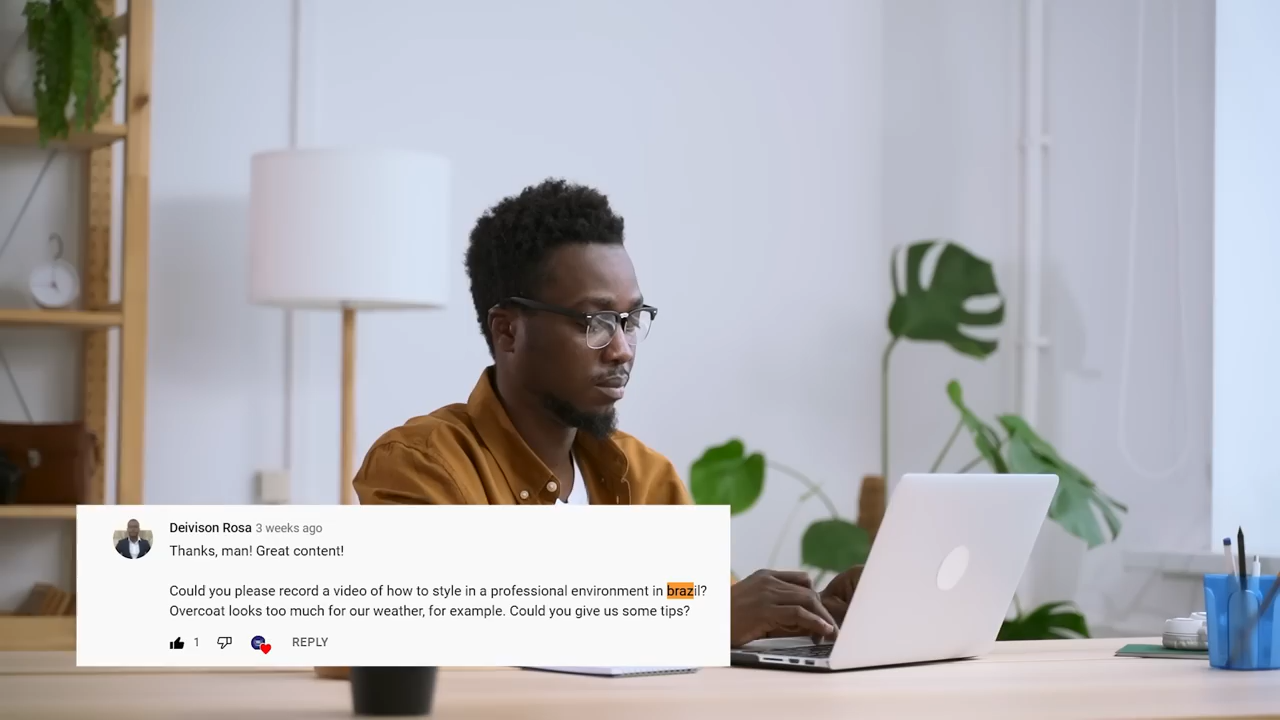 Deivison Rosa 3 weeks ago
Thanks, man! Great content!
Could you please record a video of how to style in a professional environment in brazil?
Overcoat looks too much for our weather, for example. Could you give us some tips?
1 REPLY